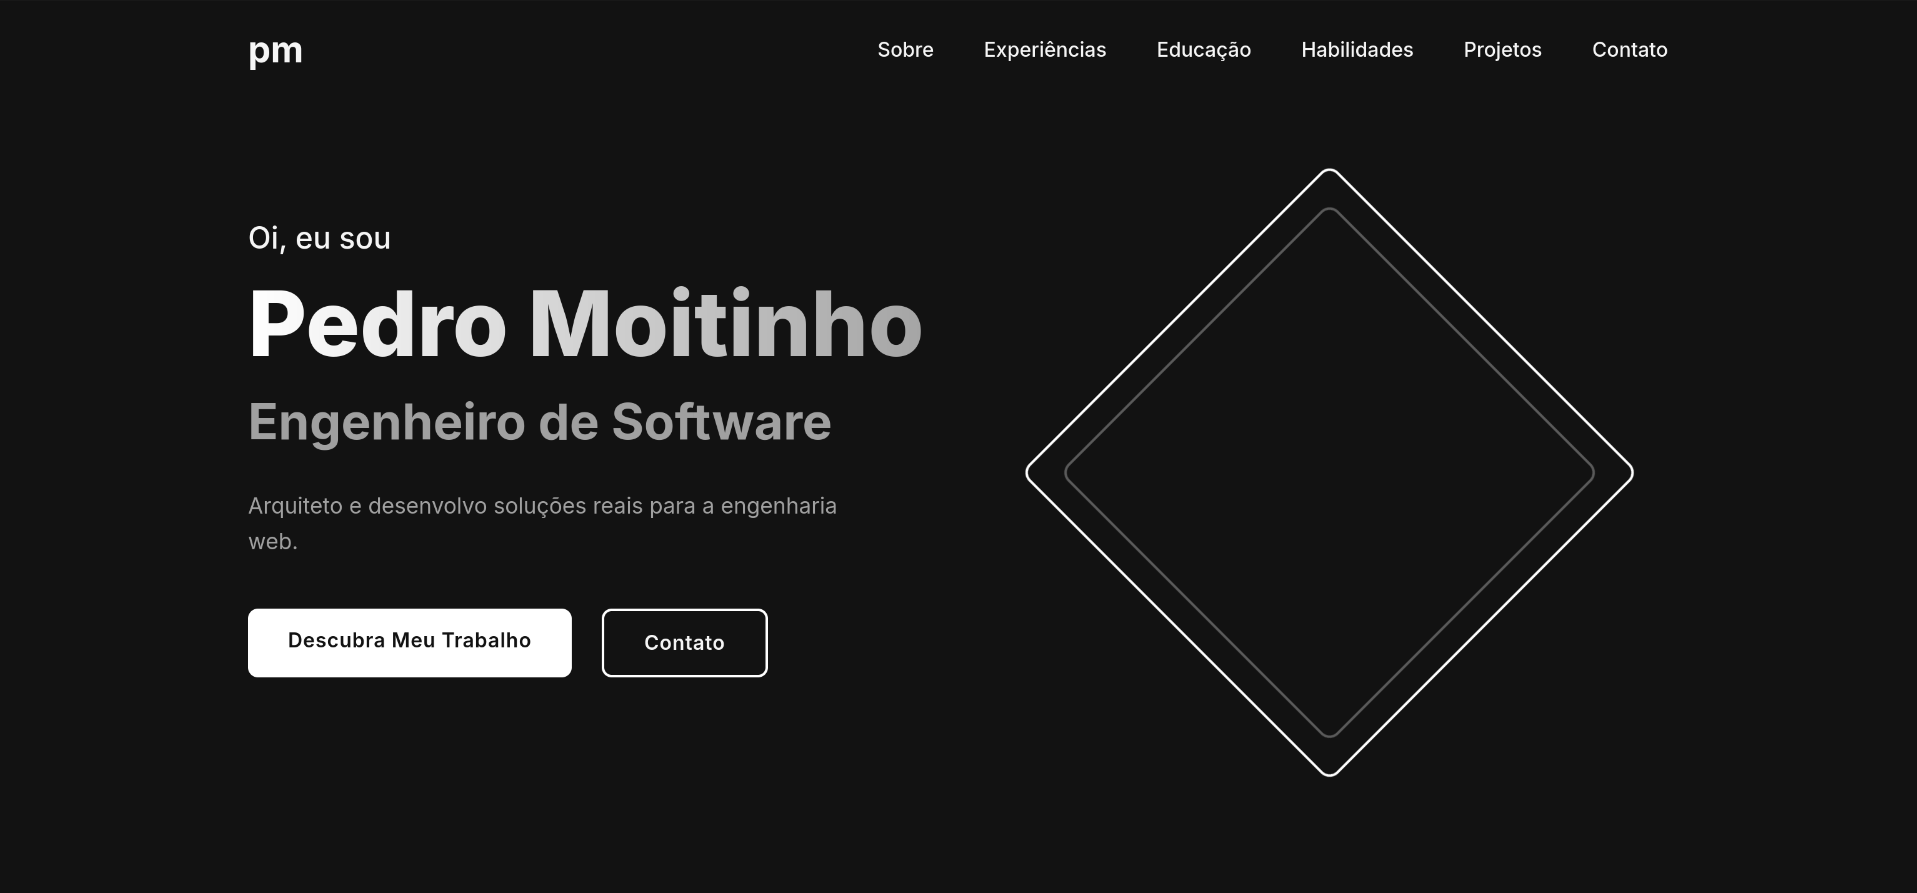 pm
Sobre
Experiências
Educação
Habilidades
Projetos
Contato
Oi, eu sou
Pedro Moitinho
Engenheiro de Software
Arquiteto e desenvolvo soluções reais para a engenharia
web.
Descubra Meu Trabalho
Contato